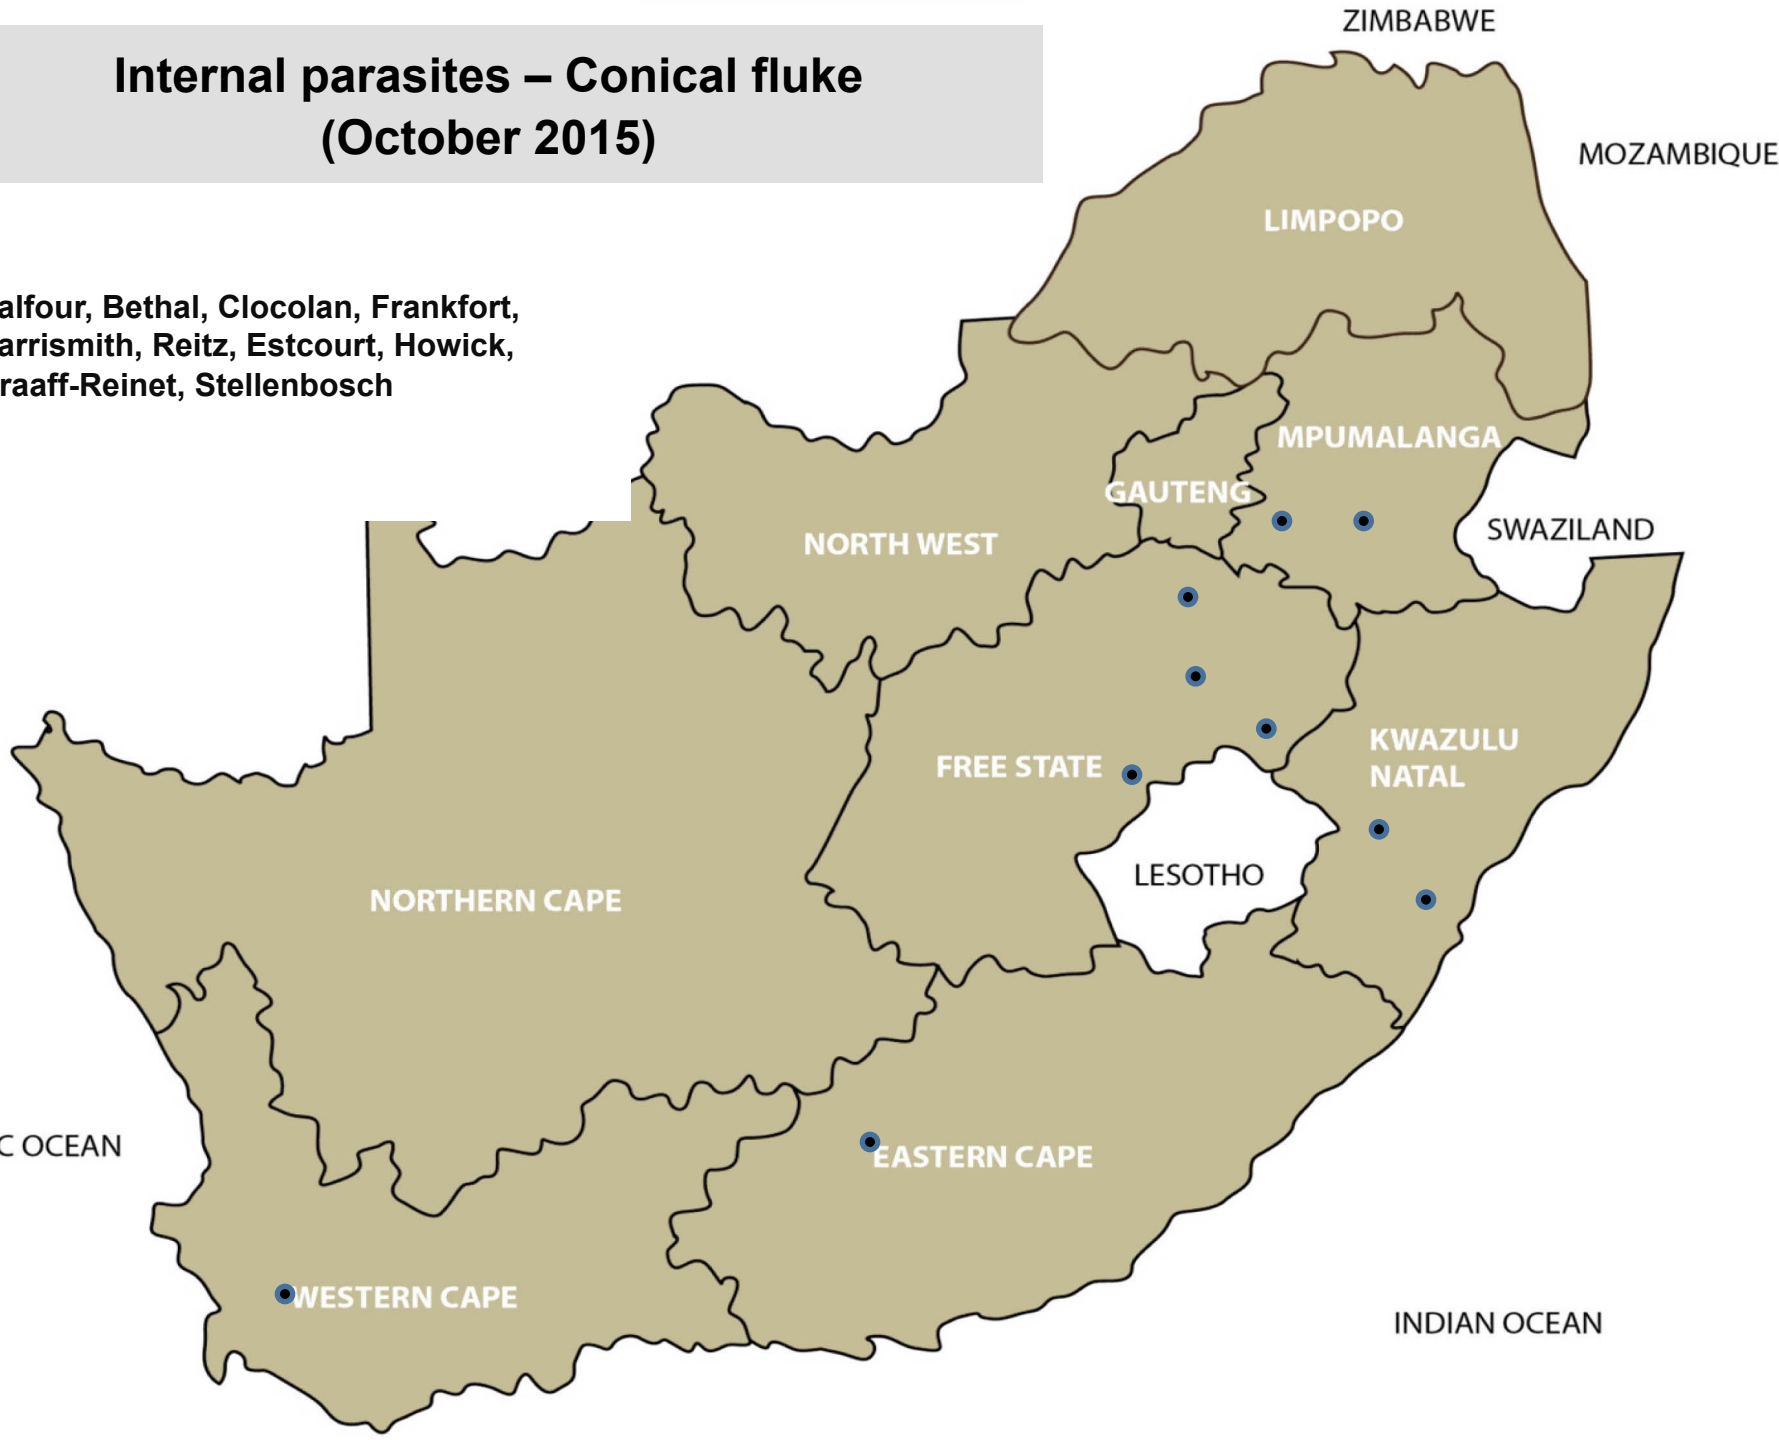 Internal parasites – Conical fluke
(October 2015)
ZIMBABWE
MOZAMBIQUE
LIMPOPO
alfour, Bethal, Clocolan, Frankfort,
arrismith, Reitz, Estcourt, Howick,
raaff-Reinet, Stellenbosch
MPUMALANGA
GAUTENG
NORTH WEST
SWAZILAND
FREE STATE
KWAZULU
NATAL
LESOTHO
NORTHERN CAPE
C OCEAN
EASTERN CAPE
WESTERN CAPE
INDIAN OCEAN